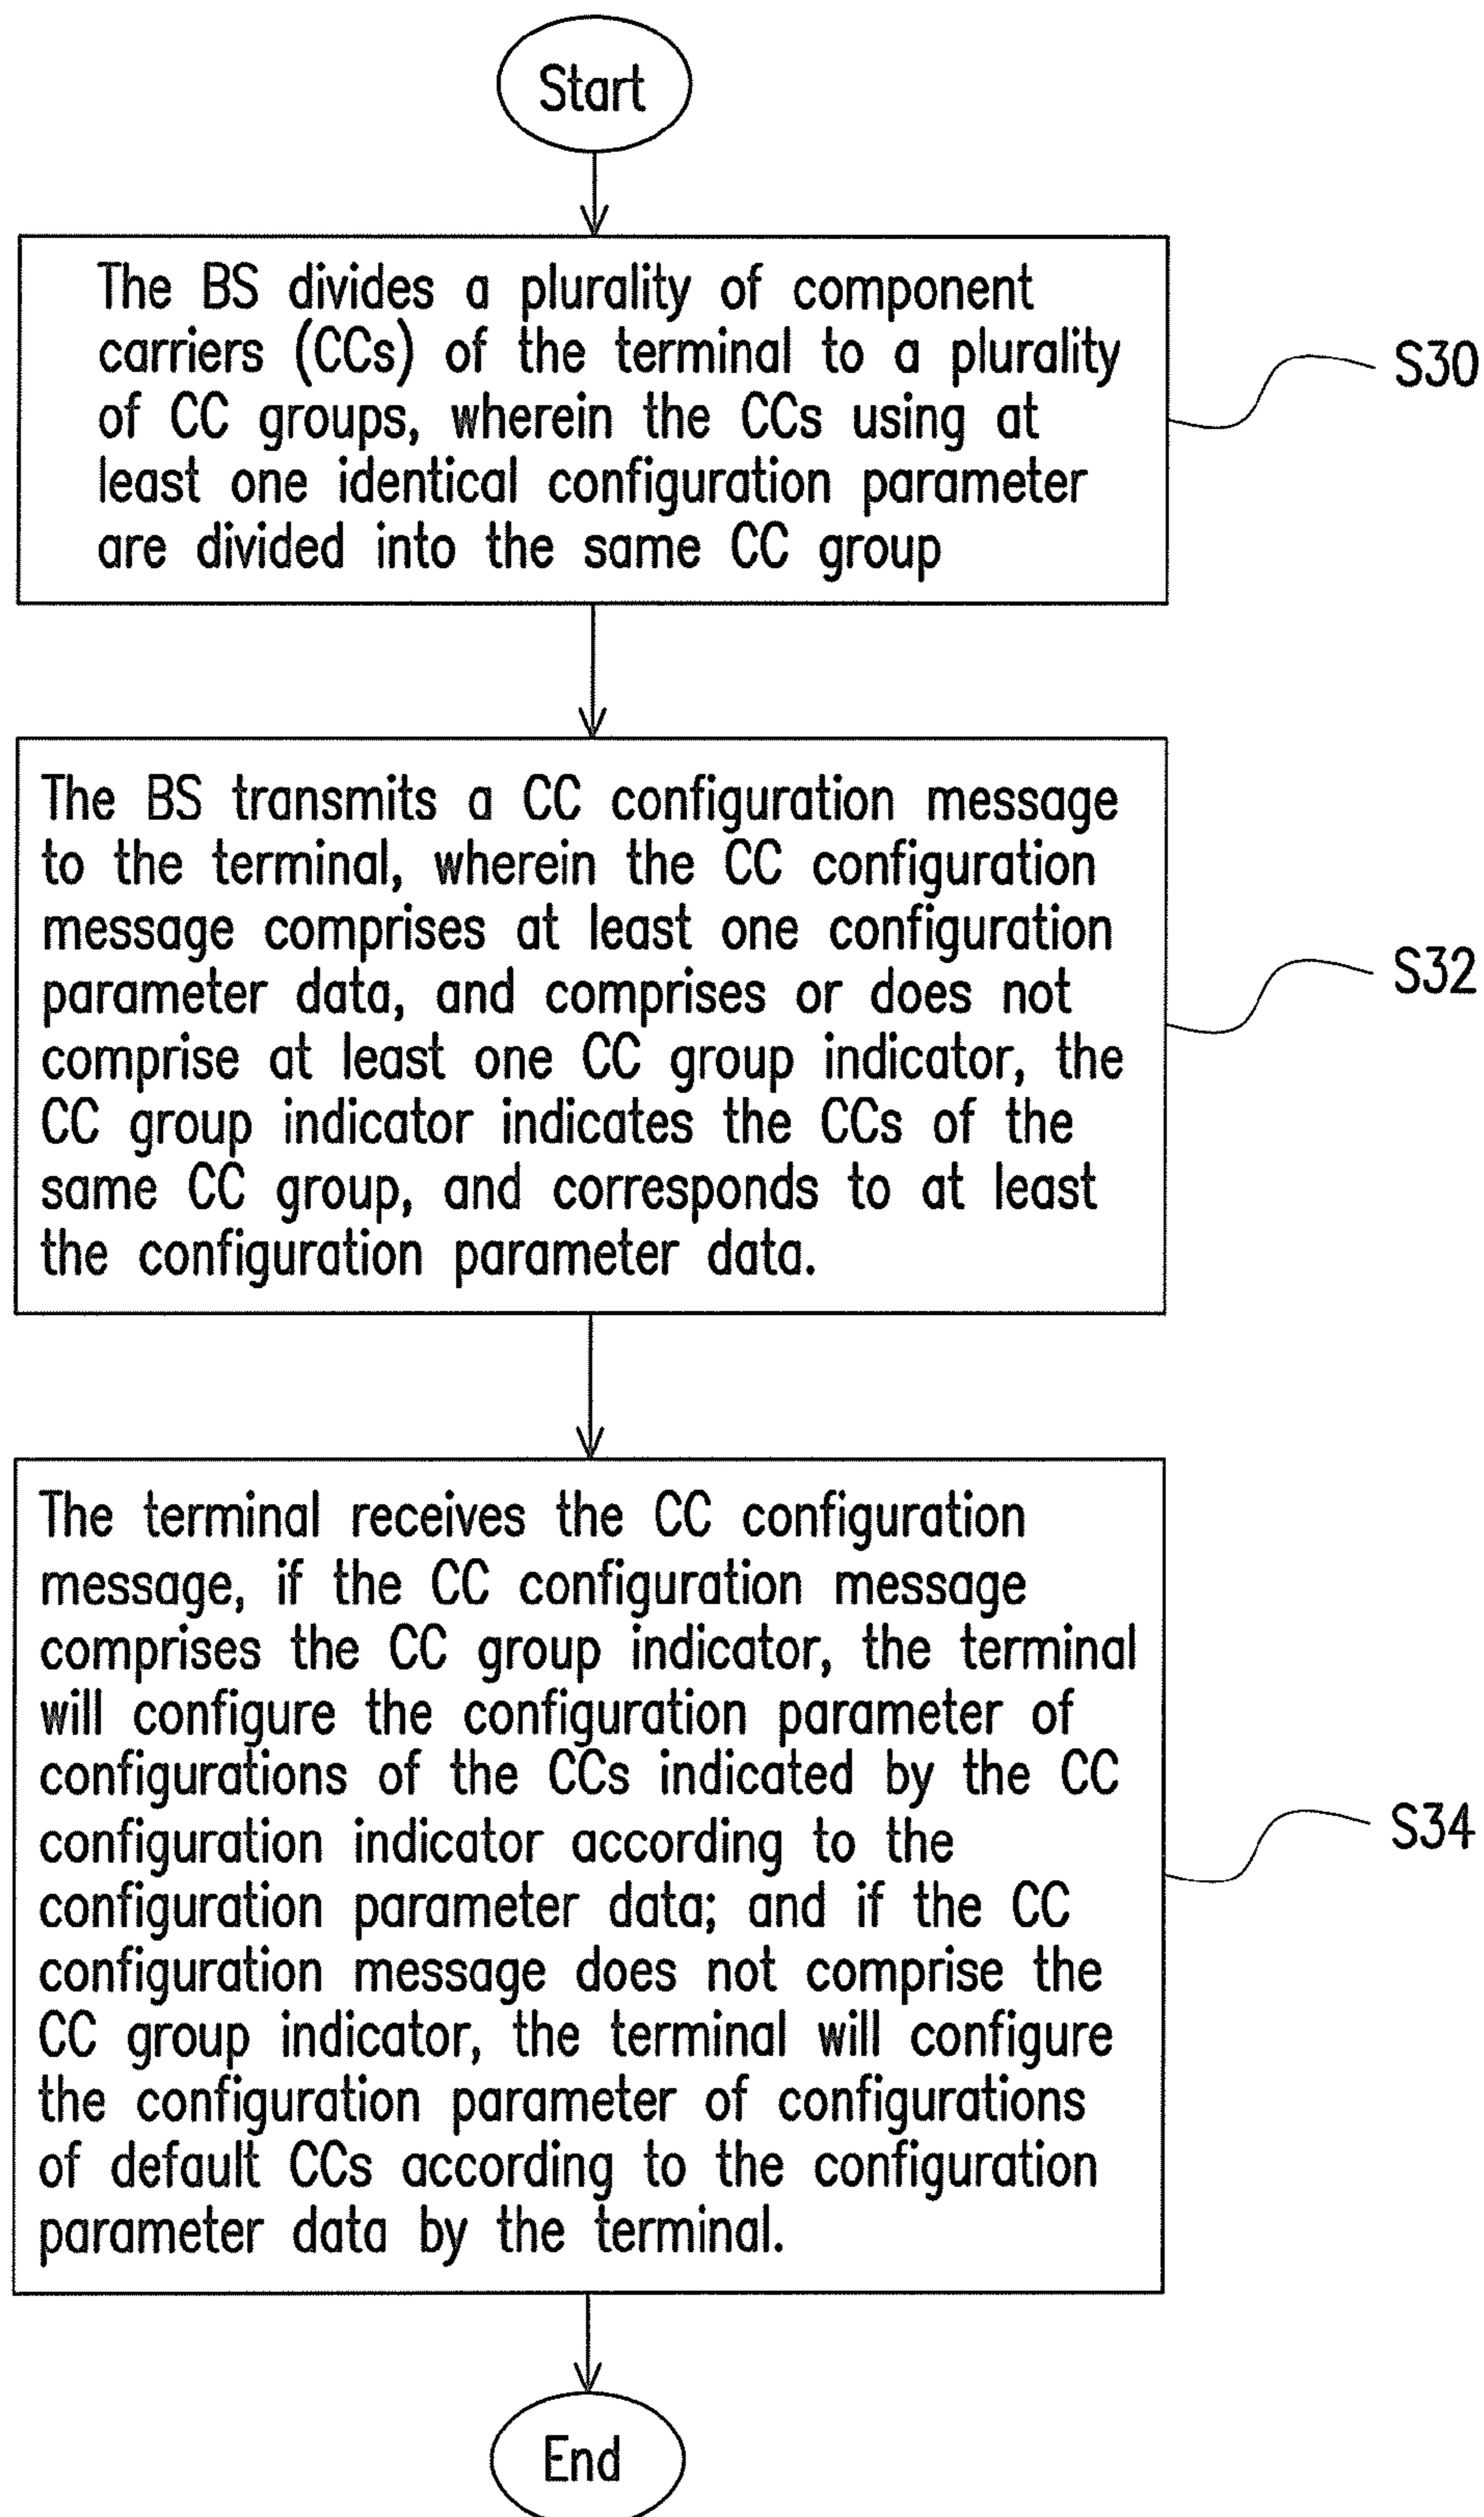 Start
The BS divides a plurality of component
carriers (CCs) of the terminal to a plurality
of CC groups, wherein the CCs using at
least one identical configuration parameter
are divided into the same CC group
S30
The BS transmits a CC configuration message
to the terminal, wherein the CC configuration
message comprises at least one configuration
parameter data, and comprises or does not
comprise at least one CC group indicator, the
CC group indicator indicates the CCs of the
same CC group, and corresponds to at least
the configuration parameter data.
S32
The terminal receives the CC configuration
message, if the CC configuration message
comprises the CC group indicator, the terminal
will configure the configuration parameter of
configurations of the CCs indicated by the CC
configuration indicator according to the
configuration parameter data; and if the CC
configuration message does not comprise the
CC group indicator, the terminal will configure
the configuration parameter of configurations
of default CCs according to the configuration
parameter data by the terminal.
S34
End